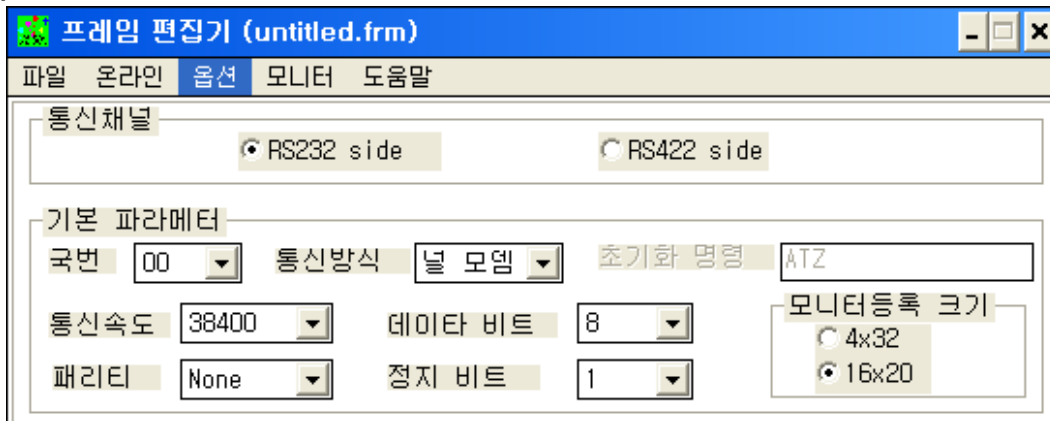 프레임 편집기 (untitled.frm)
파일 온라인 옵션 모니터 도움말
통신채널
RS232 side RS422 side
기본 파라메터
국번 00 통신방식 널 모뎀 초기화 명령 ATZ
모니터등록 크기
통신속도 38400 데이타 비트 8 4x32
패리티 None 정지 비트 1 16x20